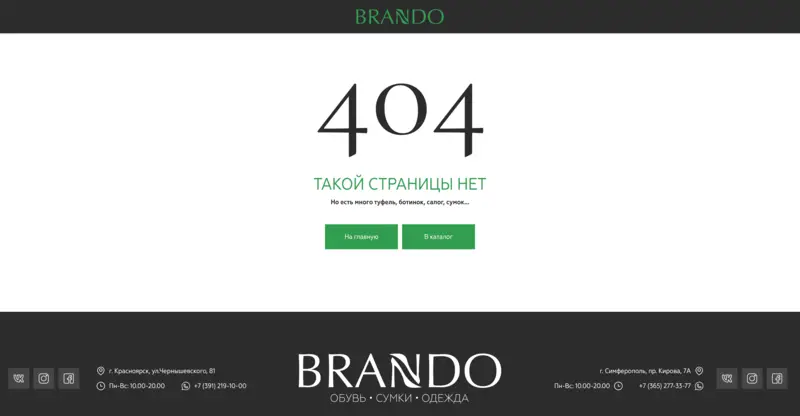 BRANDO
404
ТАКОЙ СТРАНИЦЫ НЕТ
Но есть много туфель, ботинок, сапог, сумок...
На главную
В каталог
г. Красноярск, ул.Чернышевского, 81
Пн-Вс: 10.00-20.00
+7 (391) 219-10-00
BRANDO
ОБУВЬ • СУМКИ • ОДЕЖДА
г. Симферополь, пр. Кирова, 7А
Пн-Вс: 10.00-20.00
+7 (365) 277-33-77